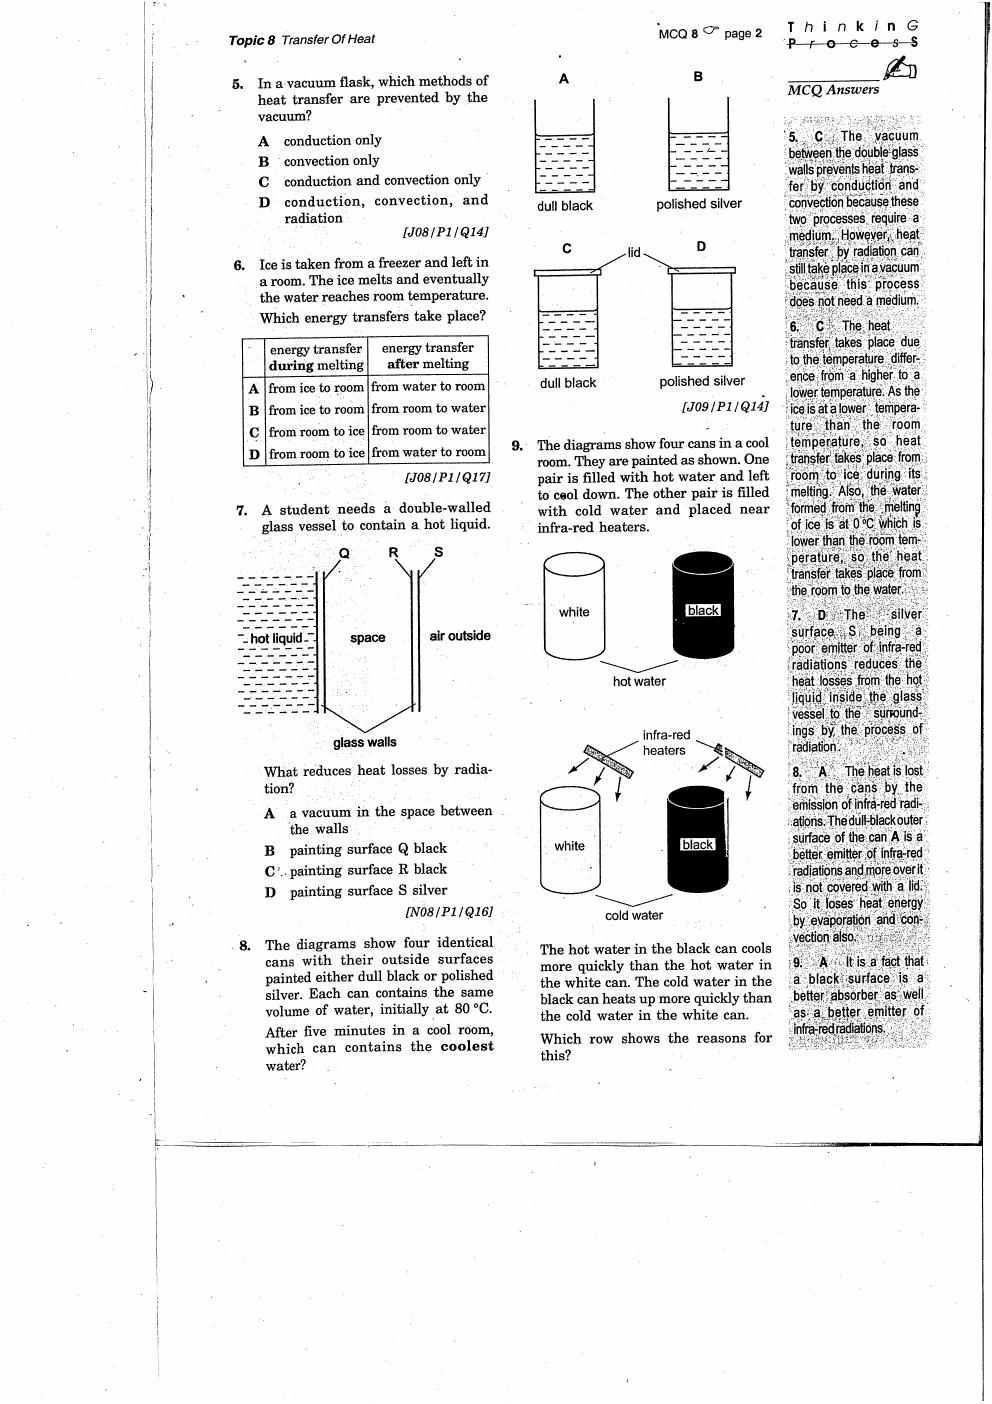 Topic 8 Transfer Of Heat
MCQ 8 ☞ page 2
ThinkinG
ProcesS
MCQ Answers
5. In a vacuum flask, which methods of
heat transfer are prevented by the
vacuum?
A conduction only
B convection only
C conduction and convection only
D conduction, convection, and
radiation
[J08/P1/Q14]
6. Ice is taken from a freezer and left in
a room. The ice melts and eventually
the water reaches room temperature.
Which energy transfers take place?
energy transfer during melting | energy transfer after melting
A from ice to room from water to room
B from ice to room from room to water
C from room to ice from room to water
D from room to ice from water to room
[J08/P1/Q17]
7. A student needs a double-walled
glass vessel to contain a hot liquid.
Q R S
hot liquid space air outside
glass walls
What reduces heat losses by radia-
tion?
A a vacuum in the space between
the walls
B painting surface Q black
C painting surface R black
D painting surface S silver
[N08/P1/Q16]
8. The diagrams show four identical
cans with their outside surfaces
painted either dull black or polished
silver. Each can contains the same
volume of water, initially at 80 °C.
After five minutes in a cool room,
which can contains the coolest
water?
A B
dull black polished silver
C lid D
dull black polished silver
[J09/P1/Q14]
9. The diagrams show four cans in a cool
room. They are painted as shown. One
pair is filled with hot water and left
to cool down. The other pair is filled
with cold water and placed near
infra-red heaters.
white black
hot water
infra-red
heaters
white black
cold water
The hot water in the black can cools
more quickly than the hot water in
the white can. The cold water in the
black can heats up more quickly than
the cold water in the white can.
Which row shows the reasons for
this?
5. C The vacuum
between the double glass
walls prevents heat trans-
fer by conduction and
convection because these
two processes require a
medium. However, heat
transfer by radiation can
still take place in a vacuum
because this process
does not need a medium.
6. C The heat
transfer takes place due
to the temperature differ-
ence from a higher to a
lower temperature. As the
ice is at a lower tempera-
ture than the room
temperature, so heat
transfer takes place from
room to ice during its
melting. Also, the water
formed from the melting
of ice is at 0 °C which is
lower than the room tem-
perature, so the heat
transfer takes place from
the room to the water.
7. D The silver
surface S being a
poor emitter of infra-red
radiations reduces the
heat losses from the hot
liquid inside the glass
vessel to the surround-
ings by the process of
radiation.
8. A The heat is lost
from the cans by the
emission of infra-red radi-
ations. The dull-black outer
surface of the can A is a
better emitter of infra-red
radiations and more over it
is not covered with a lid.
So it loses heat energy
by evaporation and con-
vection also.
9. A It is a fact that
a black surface is a
better absorber as well
as a better emitter of
infra-red radiations.